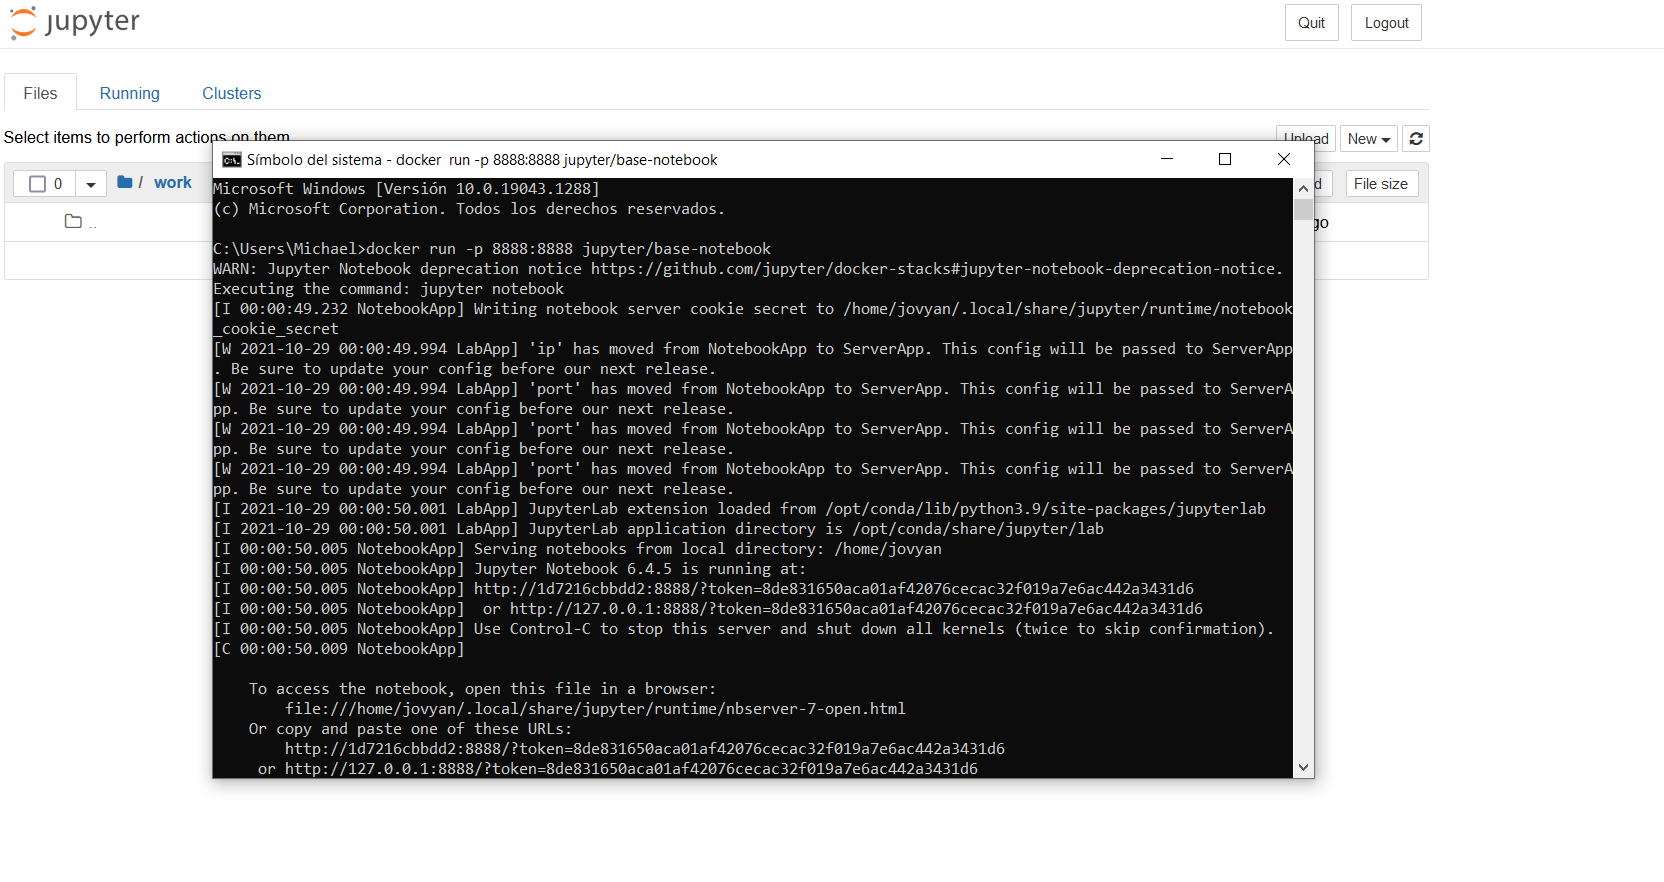 jupyter
Quit
Logout
Files
Running
Clusters
Select items to perform actions on them
Upload
New
0
/
work
d
File size
..
go
Símbolo del sistema - docker  run -p 8888:8888 jupyter/base-notebook
Microsoft Windows [Versión 10.0.19043.1288]
(c) Microsoft Corporation. Todos los derechos reservados.
C:\Users\Michael>docker run -p 8888:8888 jupyter/base-notebook
WARN: Jupyter Notebook deprecation notice https://github.com/jupyter/docker-stacks#jupyter-notebook-deprecation-notice.
Executing the command: jupyter notebook
[I 00:00:49.232 NotebookApp] Writing notebook server cookie secret to /home/jovyan/.local/share/jupyter/runtime/notebook
_cookie_secret
[W 2021-10-29 00:00:49.994 LabApp] 'ip' has moved from NotebookApp to ServerApp. This config will be passed to ServerApp
. Be sure to update your config before our next release.
[W 2021-10-29 00:00:49.994 LabApp] 'port' has moved from NotebookApp to ServerApp. This config will be passed to ServerA
pp. Be sure to update your config before our next release.
[W 2021-10-29 00:00:49.994 LabApp] 'port' has moved from NotebookApp to ServerApp. This config will be passed to ServerA
pp. Be sure to update your config before our next release.
[W 2021-10-29 00:00:49.994 LabApp] 'port' has moved from NotebookApp to ServerApp. This config will be passed to ServerA
pp. Be sure to update your config before our next release.
[I 2021-10-29 00:00:50.001 LabApp] JupyterLab extension loaded from /opt/conda/lib/python3.9/site-packages/jupyterlab
[I 2021-10-29 00:00:50.001 LabApp] JupyterLab application directory is /opt/conda/share/jupyter/lab
[I 00:00:50.005 NotebookApp] Serving notebooks from local directory: /home/jovyan
[I 00:00:50.005 NotebookApp] Jupyter Notebook 6.4.5 is running at:
[I 00:00:50.005 NotebookApp] http://1d7216cbbdd2:8888/?token=8de831650aca01af42076cecac32f019a7e6ac442a3431d6
[I 00:00:50.005 NotebookApp]  or http://127.0.0.1:8888/?token=8de831650aca01af42076cecac32f019a7e6ac442a3431d6
[I 00:00:50.005 NotebookApp] Use Control-C to stop this server and shut down all kernels (twice to skip confirmation).
[C 00:00:50.009 NotebookApp]
To access the notebook, open this file in a browser:
file:///home/jovyan/.local/share/jupyter/runtime/nbserver-7-open.html
Or copy and paste one of these URLs:
http://1d7216cbbdd2:8888/?token=8de831650aca01af42076cecac32f019a7e6ac442a3431d6
or http://127.0.0.1:8888/?token=8de831650aca01af42076cecac32f019a7e6ac442a3431d6